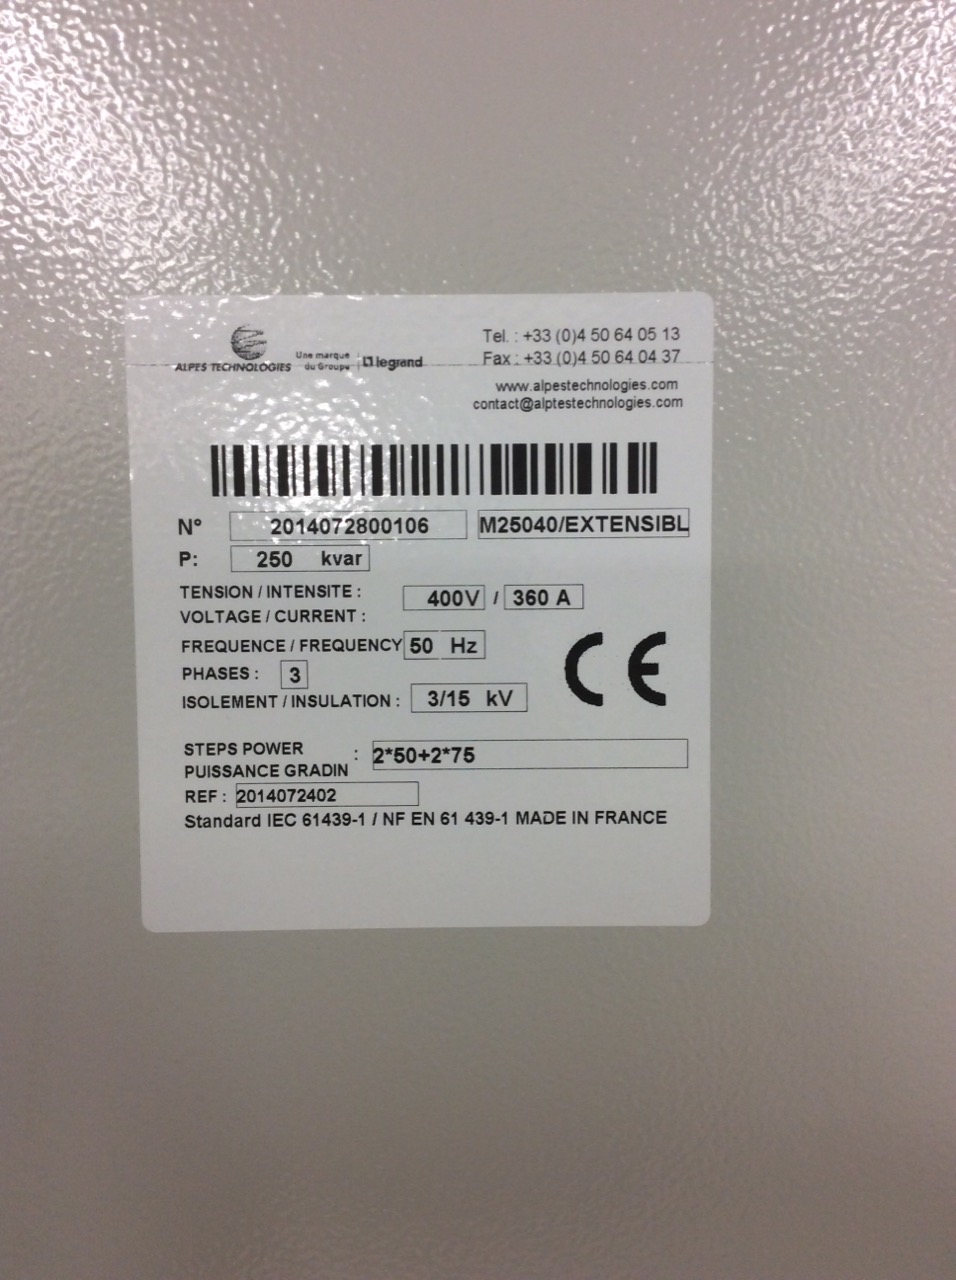 ALPES TECHNOLOGIES
Une marque
du Groupe
legrand
Tel. : +33 (0)4 50 64 05 13
Fax : +33 (0)4 50 64 04 37
www.alpestechnologies.com
contact@alptestechnologies.com
N° 2014072800106 M25040/EXTENSIBL
P: 250 kvar
TENSION / INTENSITE :
VOLTAGE / CURRENT : 400V / 360 A
FREQUENCE / FREQUENCY 50 Hz
PHASES : 3
ISOLEMENT / INSULATION : 3/15 kV
CE
STEPS POWER
PUISSANCE GRADIN : 2*50+2*75
REF : 2014072402
Standard IEC 61439-1 / NF EN 61 439-1 MADE IN FRANCE